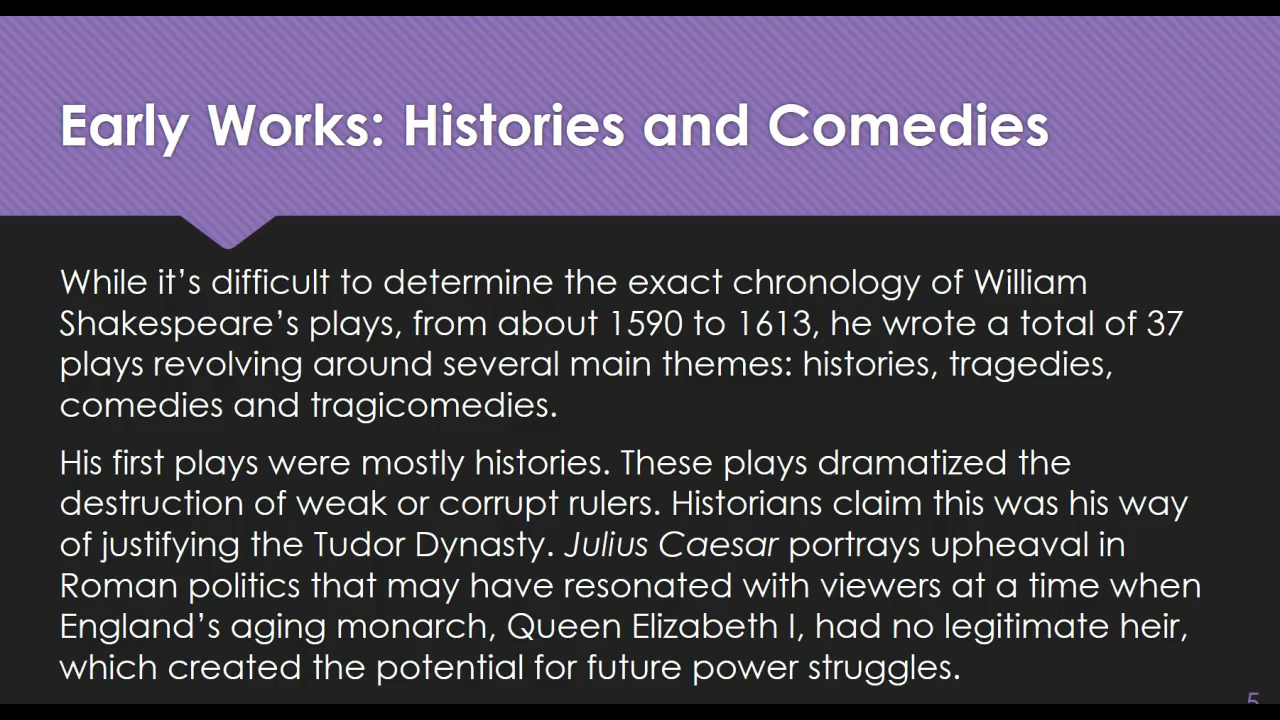 Early Works: Histories and Comedies
While it’s difficult to determine the exact chronology of William
Shakespeare’s plays, from about 1590 to 1613, he wrote a total of 37
plays revolving around several main themes: histories, tragedies,
comedies and tragicomedies.
His first plays were mostly histories. These plays dramatized the
destruction of weak or corrupt rulers. Historians claim this was his way
of justifying the Tudor Dynasty. Julius Caesar portrays upheaval in
Roman politics that may have resonated with viewers at a time when
England’s aging monarch, Queen Elizabeth I, had no legitimate heir,
which created the potential for future power struggles.
5